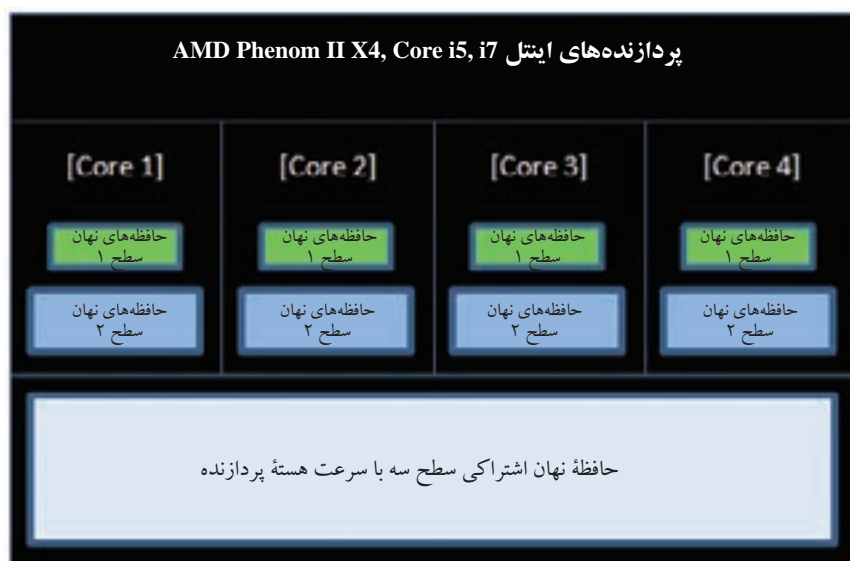 پردازنده‌های اینتل AMD Phenom II X4, Core i5, i7
[Core 1] [Core 2] [Core 3] [Core 4]
حافظه‌های نهان
سطح ۱
حافظه‌های نهان
سطح ۱
حافظه‌های نهان
سطح ۱
حافظه‌های نهان
سطح ۱
حافظه‌های نهان
سطح ۲
حافظه‌های نهان
سطح ۲
حافظه‌های نهان
سطح ۲
حافظه‌های نهان
سطح ۲
حافظهٔ نهان اشتراکی سطح سه با سرعت هستهٔ پردازنده